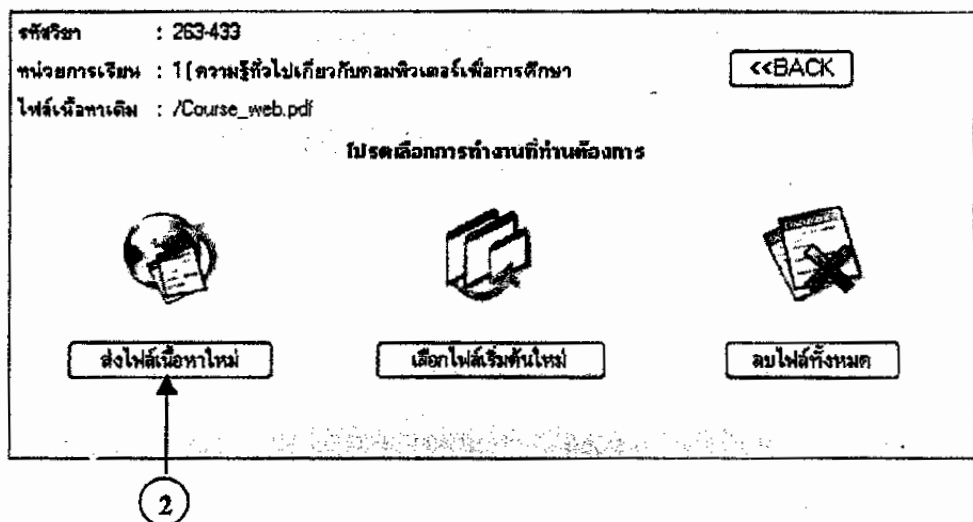 รหัสวิชา : 263-433
หน่วยการเรียน : 1 [ ความรู้ทั่วไปเกี่ยวกับคอมพิวเตอร์เพื่อการศึกษา
<<BACK
ไฟล์เนื้อหาเดิม : /Course_web.pdf
โปรดเลือกการทำงานที่ท่านต้องการ
ส่งไฟล์เนื้อหาใหม่ เลือกไฟล์เริ่มต้นใหม่ ลบไฟล์ทั้งหมด
2